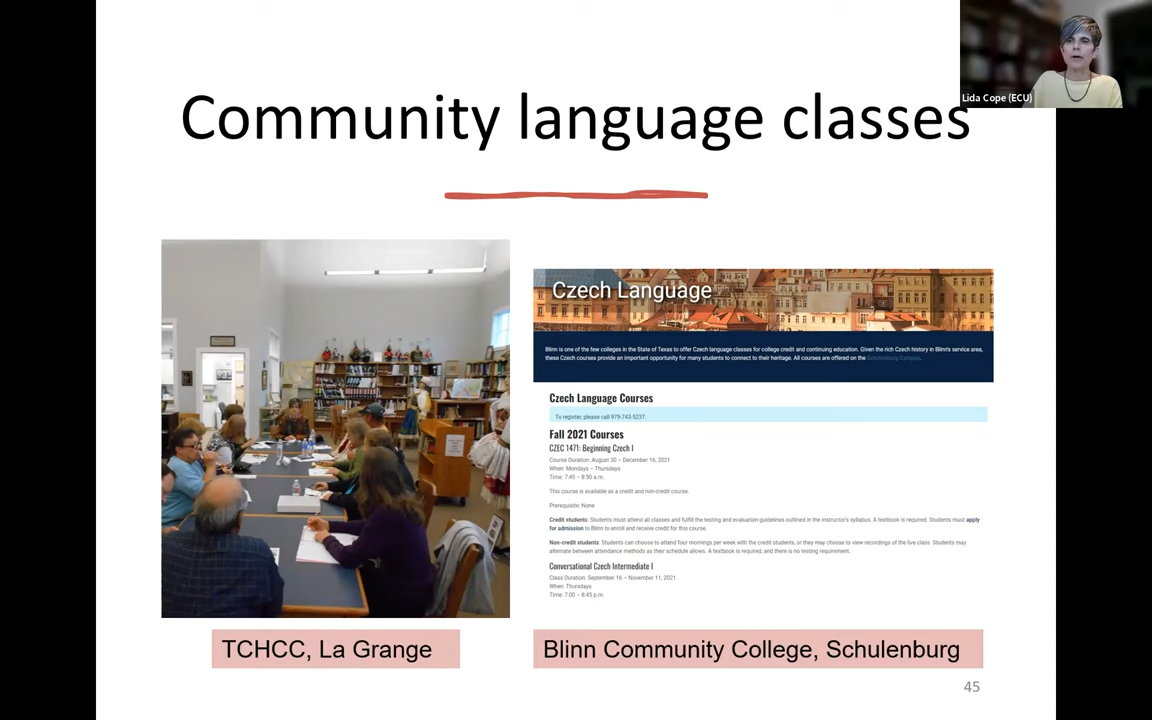 Lida Cope (ECU)
Community language classes
Czech Language
Blinn is one of the few colleges in the State of Texas to offer Czech language classes for college credit and continuing education. Given the rich Czech history in Blinn's service area,
these Czech courses provide an important opportunity for many students to connect to their heritage. All courses are offered on the Schulenburg Campus.
Czech Language Courses
To register, please call 979-743-5237.
Fall 2021 Courses
CZEC 1471: Beginning Czech I
Course Duration: August 30 – December 16, 2021
When: Mondays – Thursdays
Time: 7:45 – 8:50 a.m.
This course is available as a credit and non-credit course.
Prerequisite: None
Credit students: Students must attend all classes and fulfill the testing and evaluation guidelines outlined in the instructor's syllabus. A textbook is required. Students must apply
for admission to Blinn to enroll and receive credit for this course.
Non-credit students: Students can choose to attend four mornings per week with the credit students, or they may choose to view recordings of the live class. Students may
alternate between attendance methods as their schedule allows. A textbook is required, and there is no testing requirement.
Conversational Czech Intermediate I
Class Duration: September 16 – November 11, 2021
When: Thursdays
Time: 7:00 – 8:45 p.m.
TCHCC, La Grange
Blinn Community College, Schulenburg
45